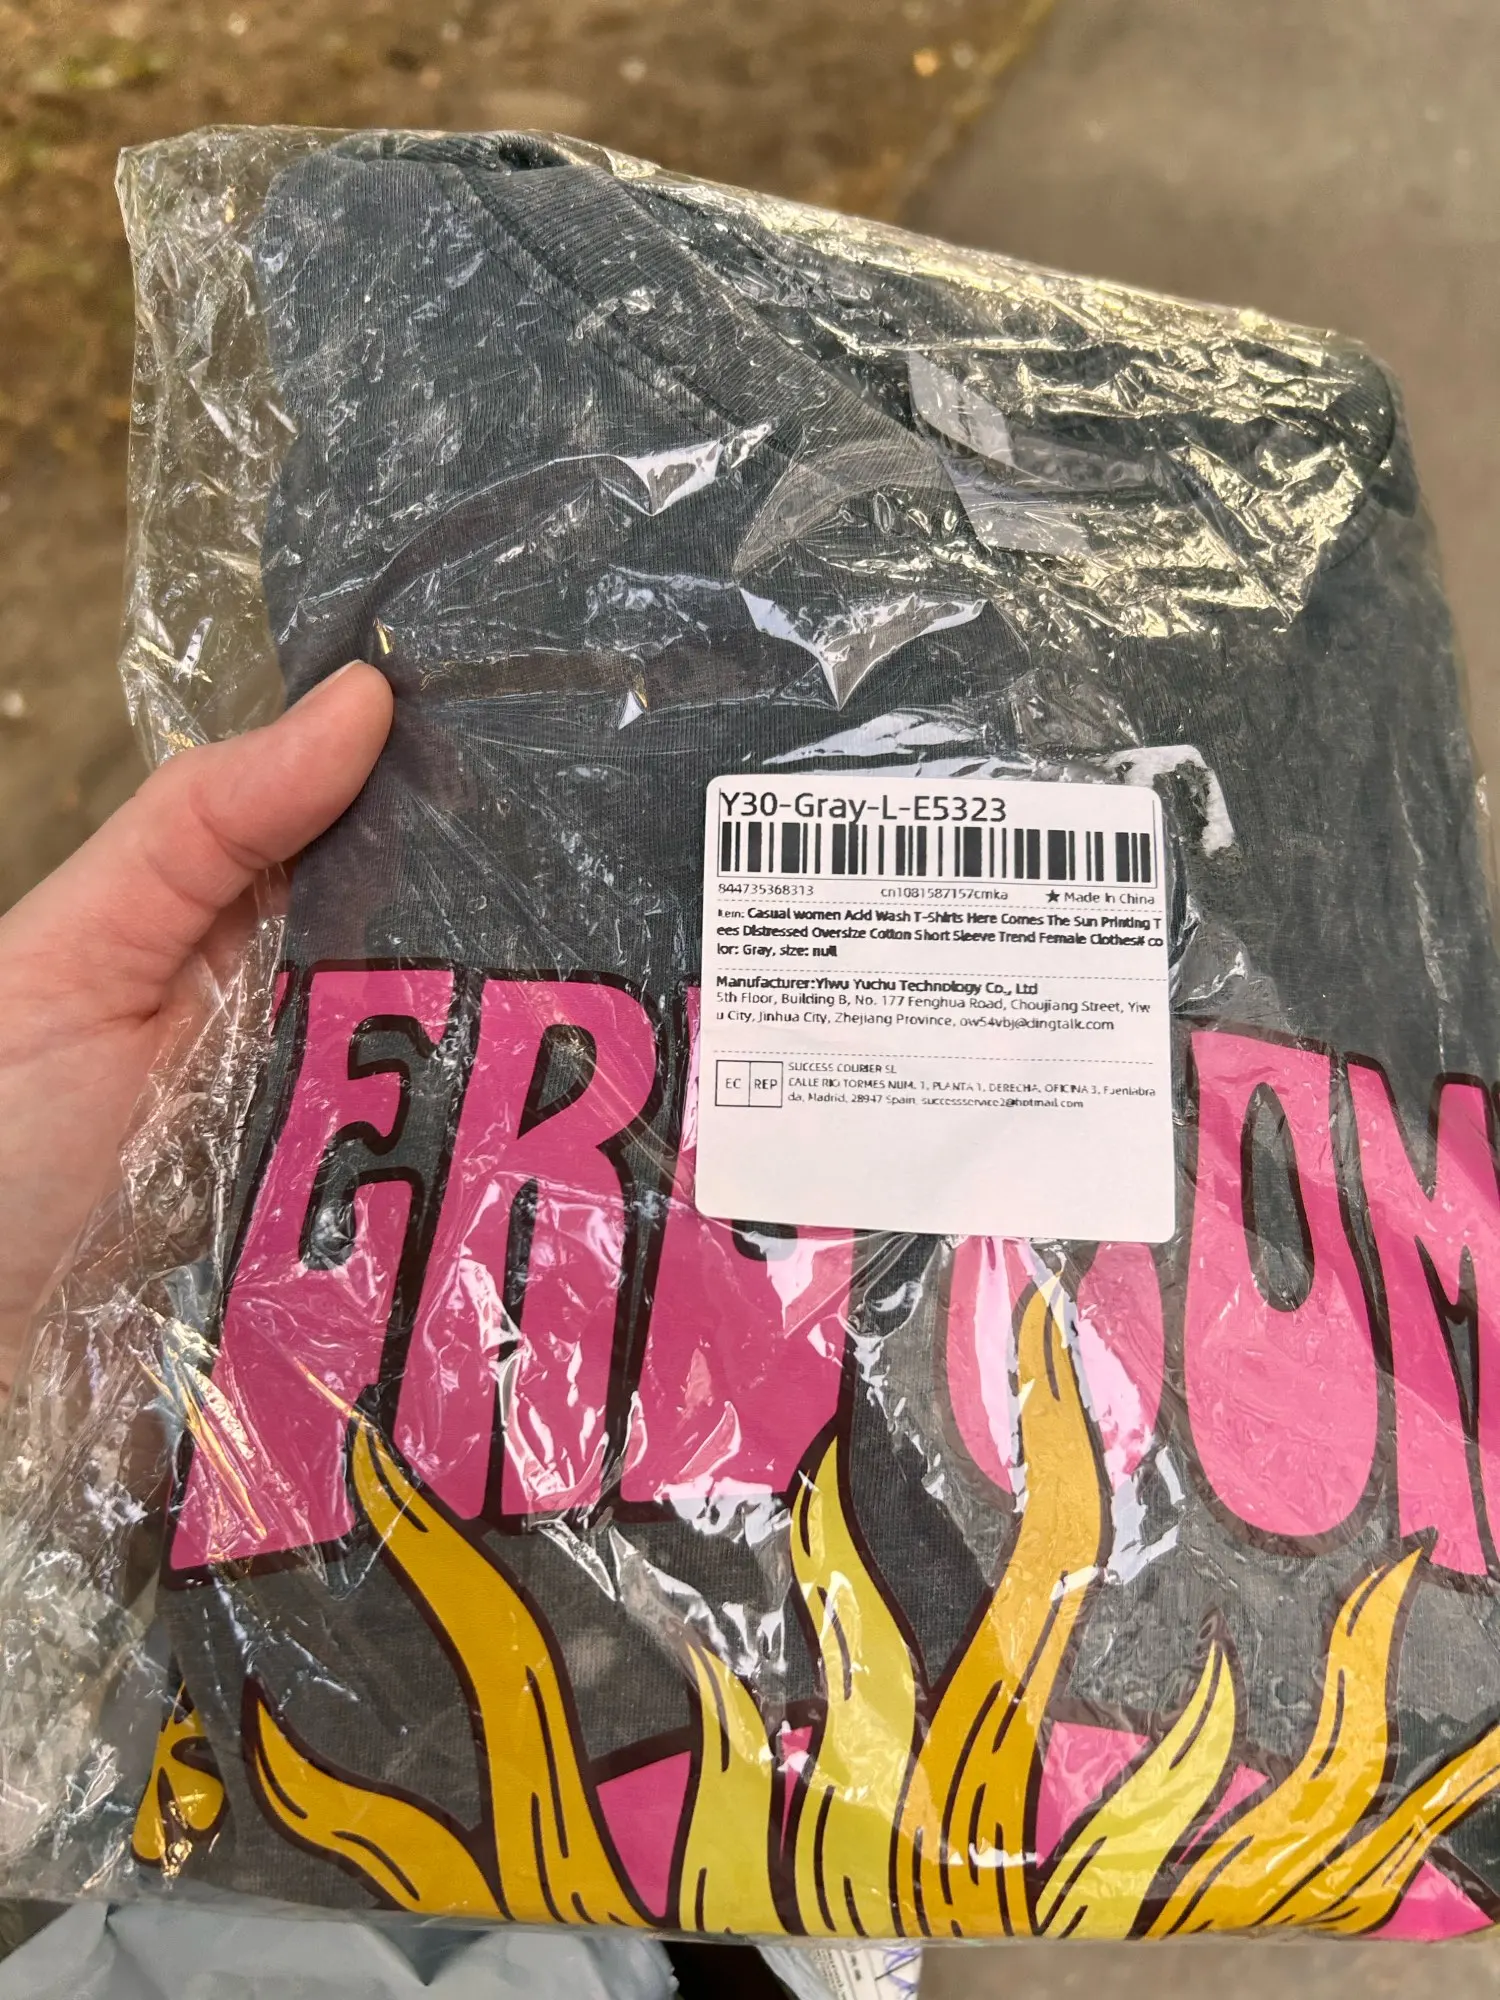 Y30-Gray-L-E5323
844735368313 cn1081587157cmka ★ Made In China
Item: Casual women Acid Wash T-Shirts Here Comes The Sun Printing T
ees Distressed Oversize Cotton Short Sleeve Trend Female Clothes# co
lor: Gray, size: null
Manufacturer:Yiwu Yuchu Technology Co., Ltd
5th Floor, Building B, No. 177 Fenghua Road, Choujiang Street, Yiw
u City, Jinhua City, Zhejiang Province, ow54vbj@dingtalk.com
EC REP
SUCCESS COURIER SL
CALLE RIO TORMES NUM. 1, PLANTA 1, DERECHA, OFICINA 3, Fuenlabra
da, Madrid, 28947 Spain, successservice2@hotmail.com
ERE COM